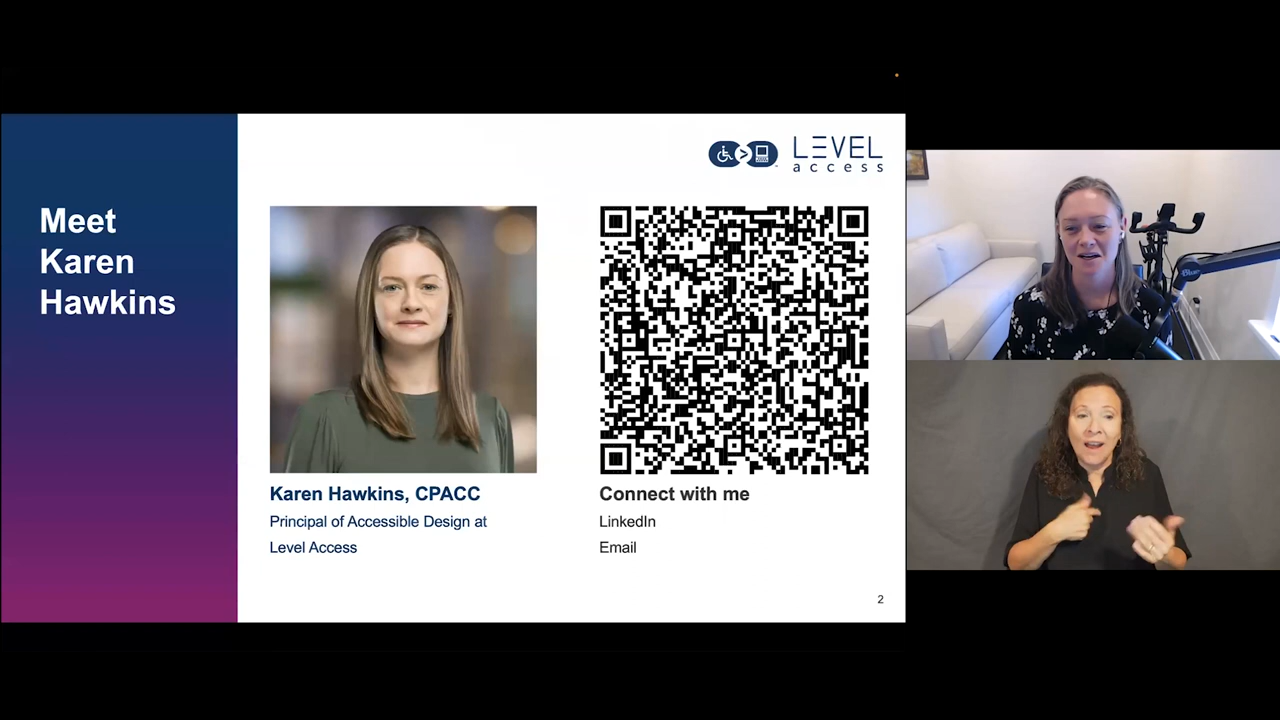 Meet
Karen
Hawkins
LEVEL
access
Karen Hawkins, CPACC
Principal of Accessible Design at
Level Access
Connect with me
LinkedIn
Email
2
Blue